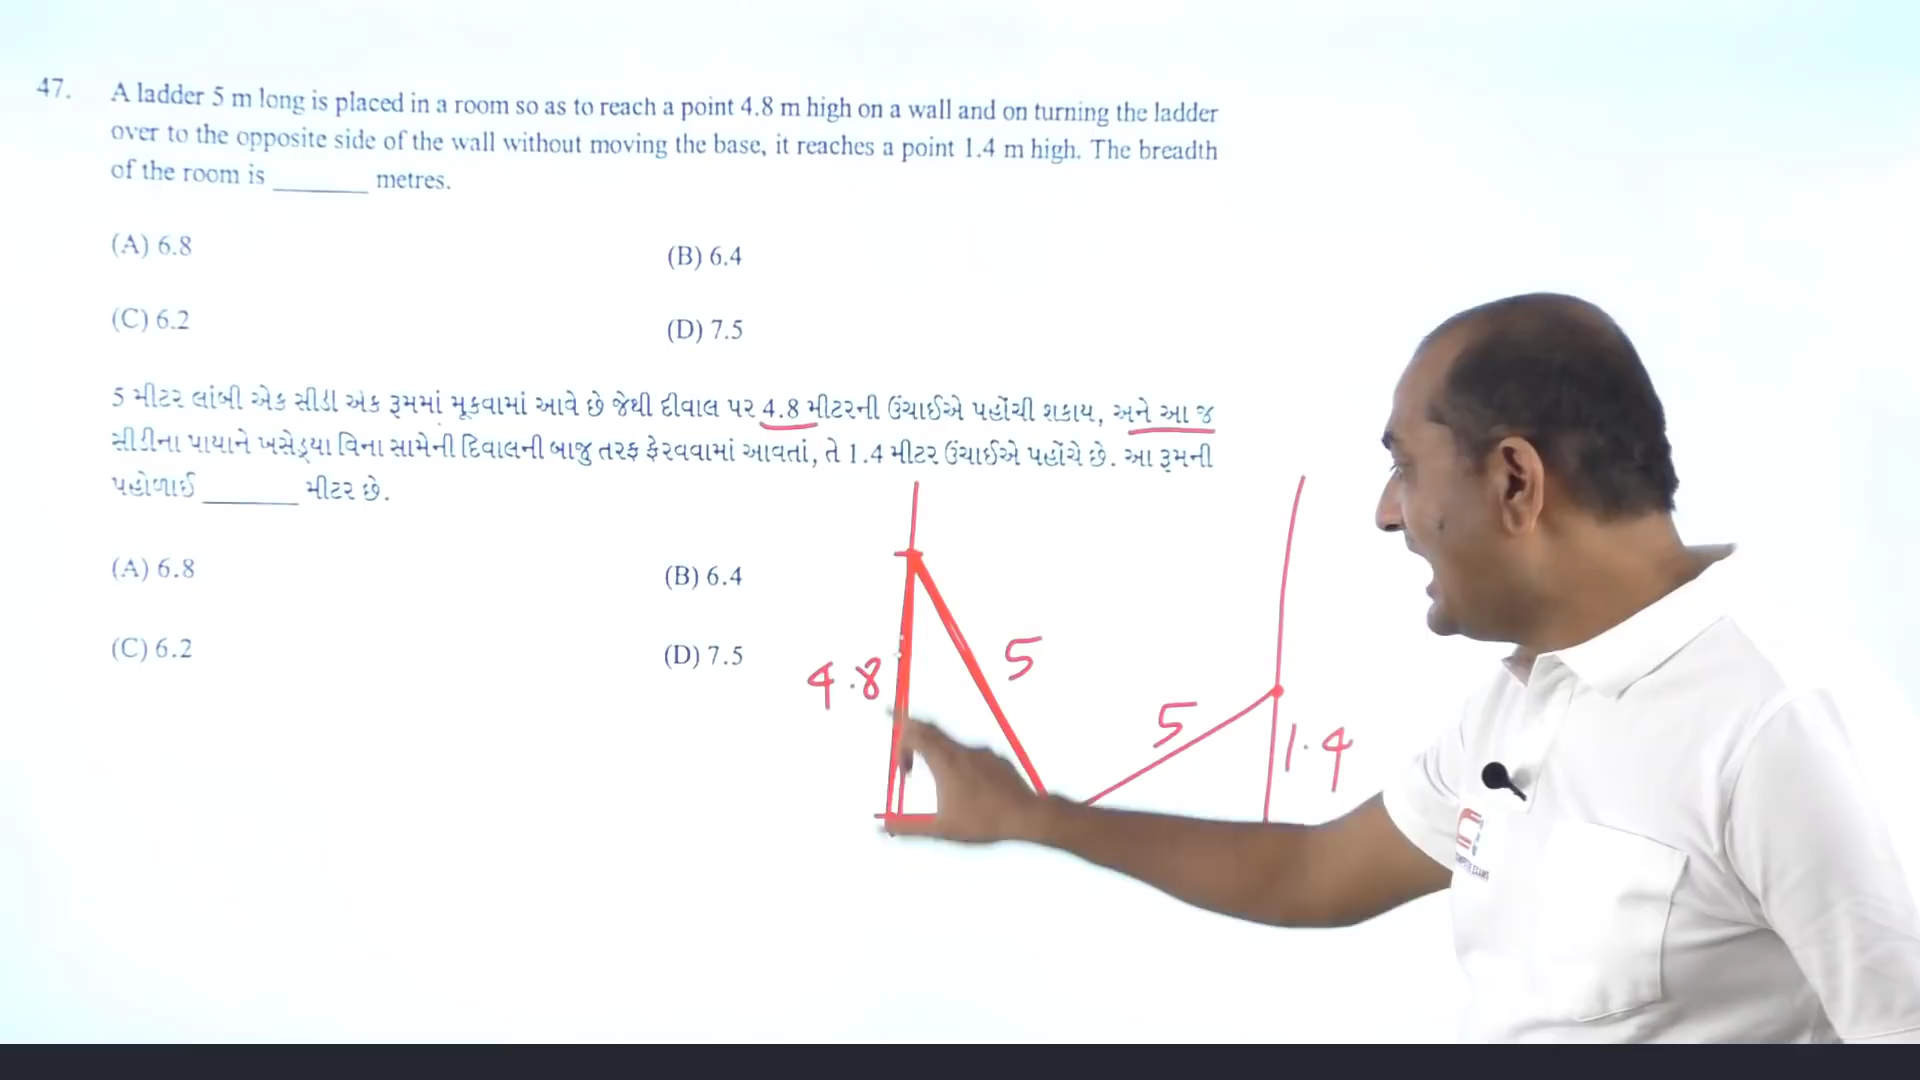 47. A ladder 5 m long is placed in a room so as to reach a point 4.8 m high on a wall and on turning the ladder
over to the opposite side of the wall without moving the base, it reaches a point 1.4 m high. The breadth
of the room is ________ metres.
(A) 6.8 (B) 6.4
(C) 6.2 (D) 7.5
5 મીટર લાંબી એક સીડી એક રૂમમાં મૂકવામાં આવે છે જેથી દીવાલ પર 4.8 મીટરની ઉંચાઈએ પહોંચી શકાય, અને આ જ
સીડીના પાયાને ખસેડ્યા વિના સામેની દિવાલની બાજુ તરફ ફેરવવામાં આવતાં, તે 1.4 મીટર ઉંચાઈએ પહોંચે છે. આ રૂમની
પહોળાઈ ________ મીટર છે.
(A) 6.8 (B) 6.4
(C) 6.2 (D) 7.5
4.8 5
5 1.4